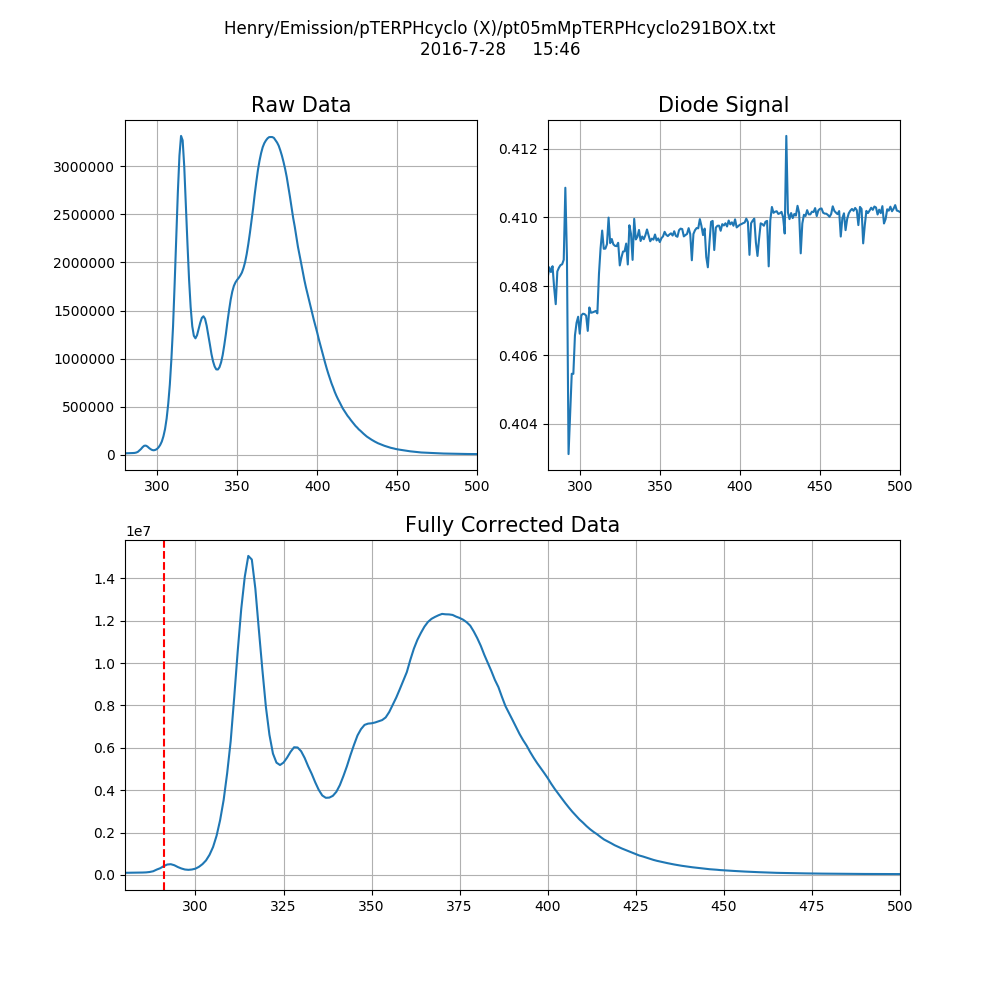 Henry/Emission/pTERPHcyclo (X)/pt05mMpTERPHcyclo291BOX.txt
2016-7-28 15:46
Raw Data
3000000
2500000
2000000
1500000
1000000
500000
0
300 350 400 450 500
Diode Signal
0.412
0.410
0.408
0.406
0.404
300 350 400 450 500
Fully Corrected Data
1e7
1.4
1.2
1.0
0.8
0.6
0.4
0.2
0.0
300 325 350 375 400 425 450 475 500